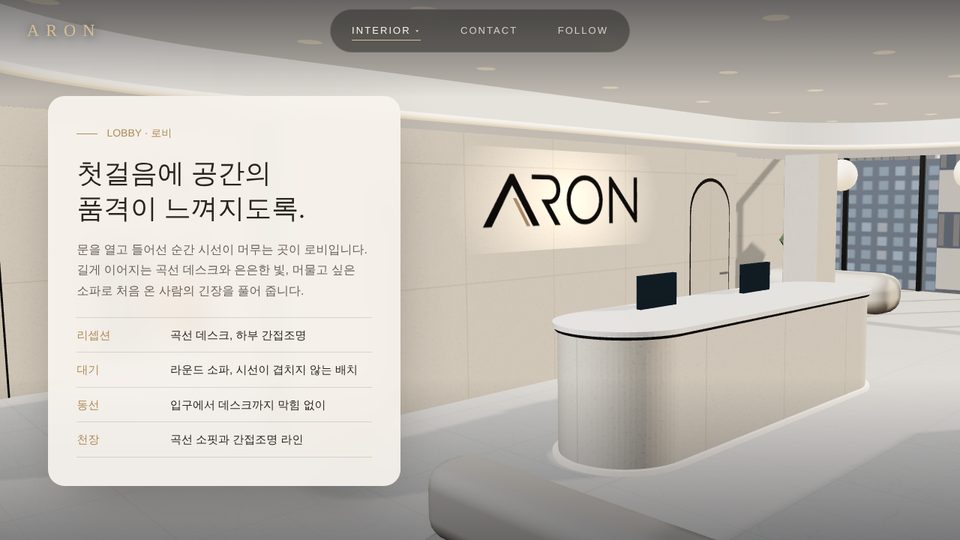 ARON
INTERIOR
CONTACT
FOLLOW
LOBBY · 로비
첫걸음에 공간의
품격이 느껴지도록.
문을 열고 들어선 순간 시선이 머무는 곳이 로비입니다.
길게 이어지는 곡선 데스크와 은은한 빛, 머물고 싶은
소파로 처음 온 사람의 긴장을 풀어 줍니다.
리셉션 곡선 데스크, 하부 간접조명
대기 라운드 소파, 시선이 겹치지 않는 배치
동선 입구에서 데스크까지 막힘 없이
천장 곡선 소핏과 간접조명 라인
ARON